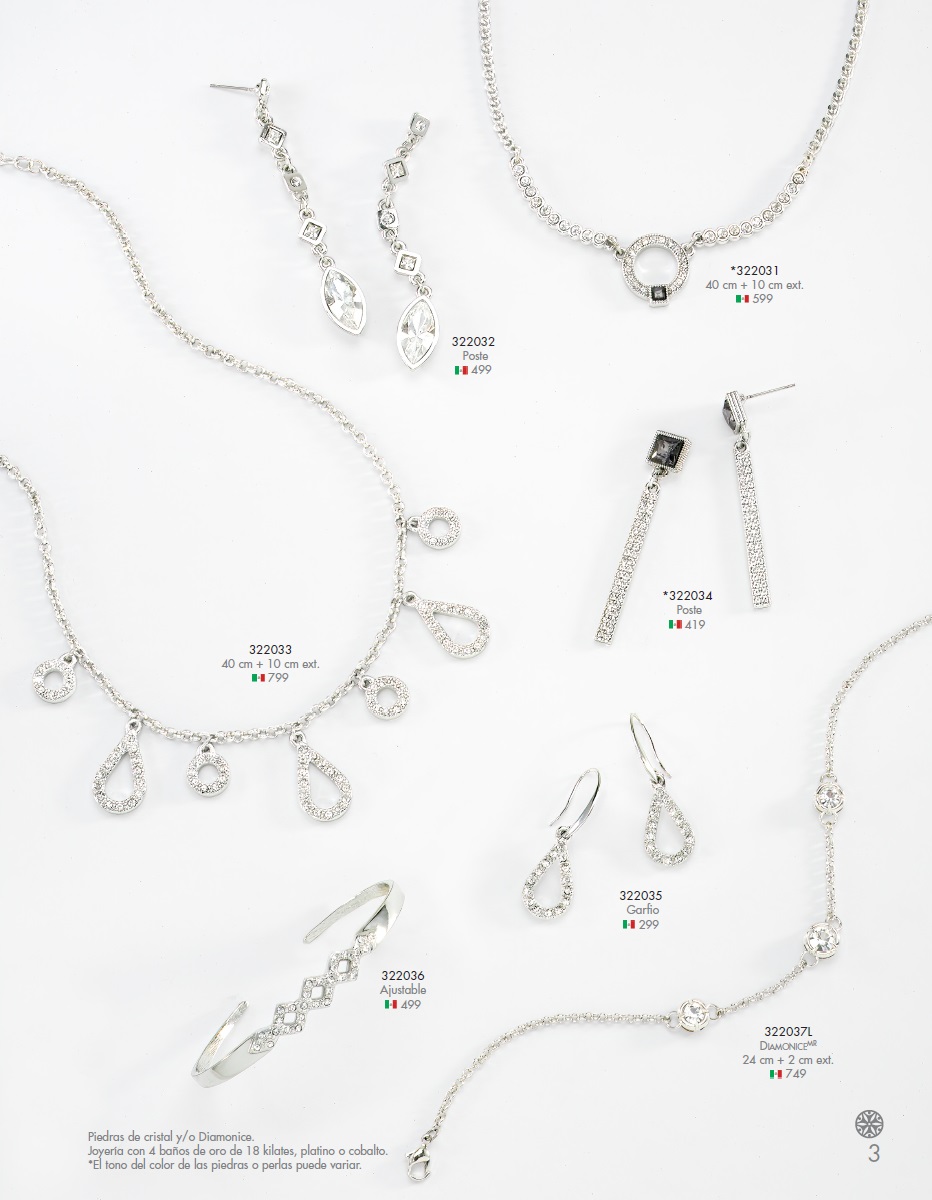 *322031
40 cm + 10 cm ext.
599
322032
Poste
499
*322034
Poste
419
322033
40 cm + 10 cm ext.
799
322035
Garfio
299
322036
Ajustable
499
322037L
DIAMONICEᴹᴿ
24 cm + 2 cm ext.
749
Piedras de cristal y/o Diamonice.
Joyería con 4 baños de oro de 18 kilates, platino o cobalto.
*El tono del color de las piedras o perlas puede variar.
3